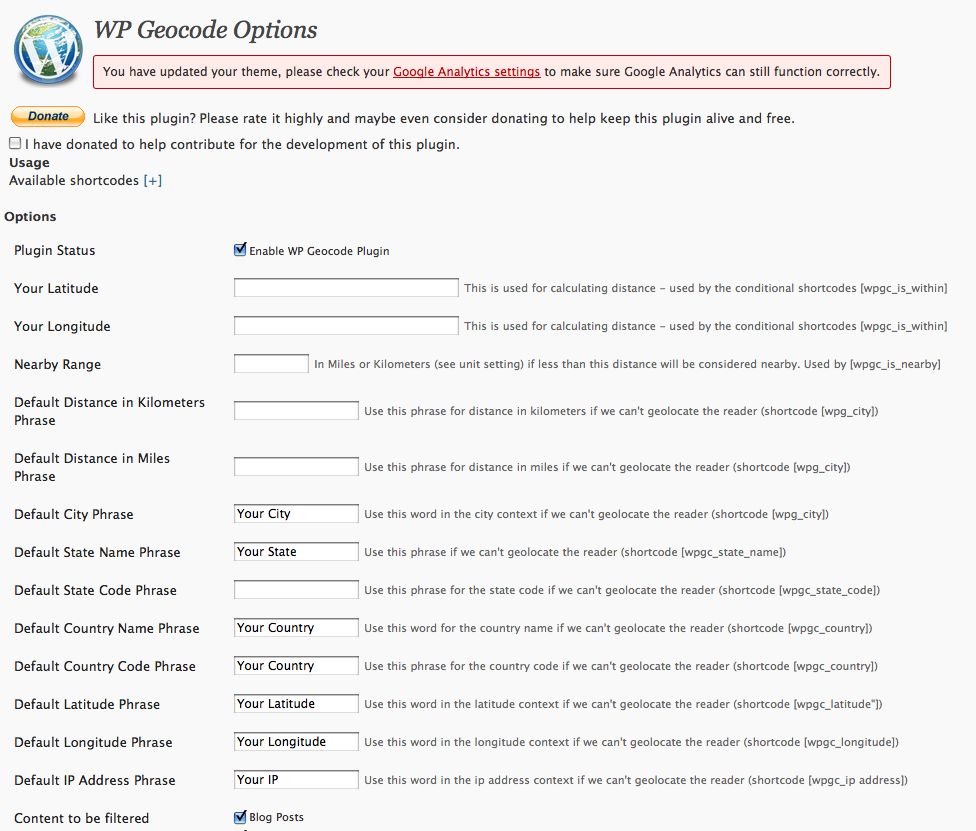 WP Geocode Options
You have updated your theme, please check your Google Analytics settings to make sure Google Analytics can still function correctly.
Donate Like this plugin? Please rate it highly and maybe even consider donating to help keep this plugin alive and free.
I have donated to help contribute for the development of this plugin.
Usage
Available shortcodes [+]
Options
Plugin Status Enable WP Geocode Plugin
Your Latitude This is used for calculating distance – used by the conditional shortcodes [wpgc_is_within]
Your Longitude This is used for calculating distance – used by the conditional shortcodes [wpgc_is_within]
Nearby Range In Miles or Kilometers (see unit setting) if less than this distance will be considered nearby. Used by [wpgc_is_nearby]
Default Distance in Kilometers
Phrase Use this phrase for distance in kilometers if we can't geolocate the reader (shortcode [wpg_city])
Default Distance in Miles
Phrase Use this phrase for distance in miles if we can't geolocate the reader (shortcode [wpg_city])
Default City Phrase Your City Use this word in the city context if we can't geolocate the reader (shortcode [wpg_city])
Default State Name Phrase Your State Use this phrase if we can't geolocate the reader (shortcode [wpgc_state_name])
Default State Code Phrase Use this phrase for the state code if we can't geolocate the reader (shortcode [wpgc_state_code])
Default Country Name Phrase Your Country Use this word for the country name if we can't geolocate the reader (shortcode [wpgc_country])
Default Country Code Phrase Your Country Use this phrase for the country code if we can't geolocate the reader (shortcode [wpgc_country])
Default Latitude Phrase Your Latitude Use this word in the latitude context if we can't geolocate the reader (shortcode [wpgc_latitude"])
Default Longitude Phrase Your Longitude Use this word in the longitude context if we can't geolocate the reader (shortcode [wpgc_longitude])
Default IP Address Phrase Your IP Use this word in the ip address context if we can't geolocate the reader (shortcode [wpgc_ip address])
Content to be filtered Blog Posts